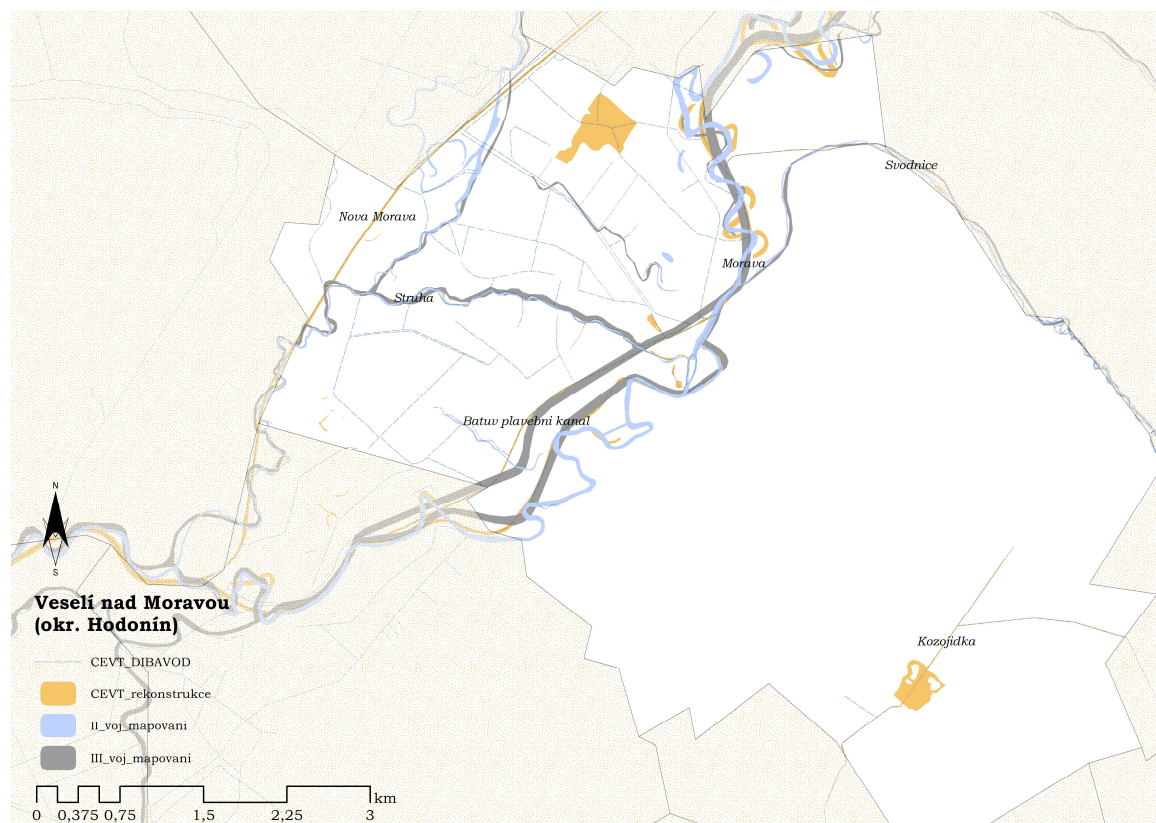 Svodnice
Nova Morava
Morava
Struha
Batuv plavebni kanal
N
S
Veselí nad Moravou
(okr. Hodonín)
Kozojidka
CEVT_DIBAVOD
CEVT_rekonstrukce
II_voj_mapovani
III_voj_mapovani
km
0 0,375 0,75 1,5 2,25 3